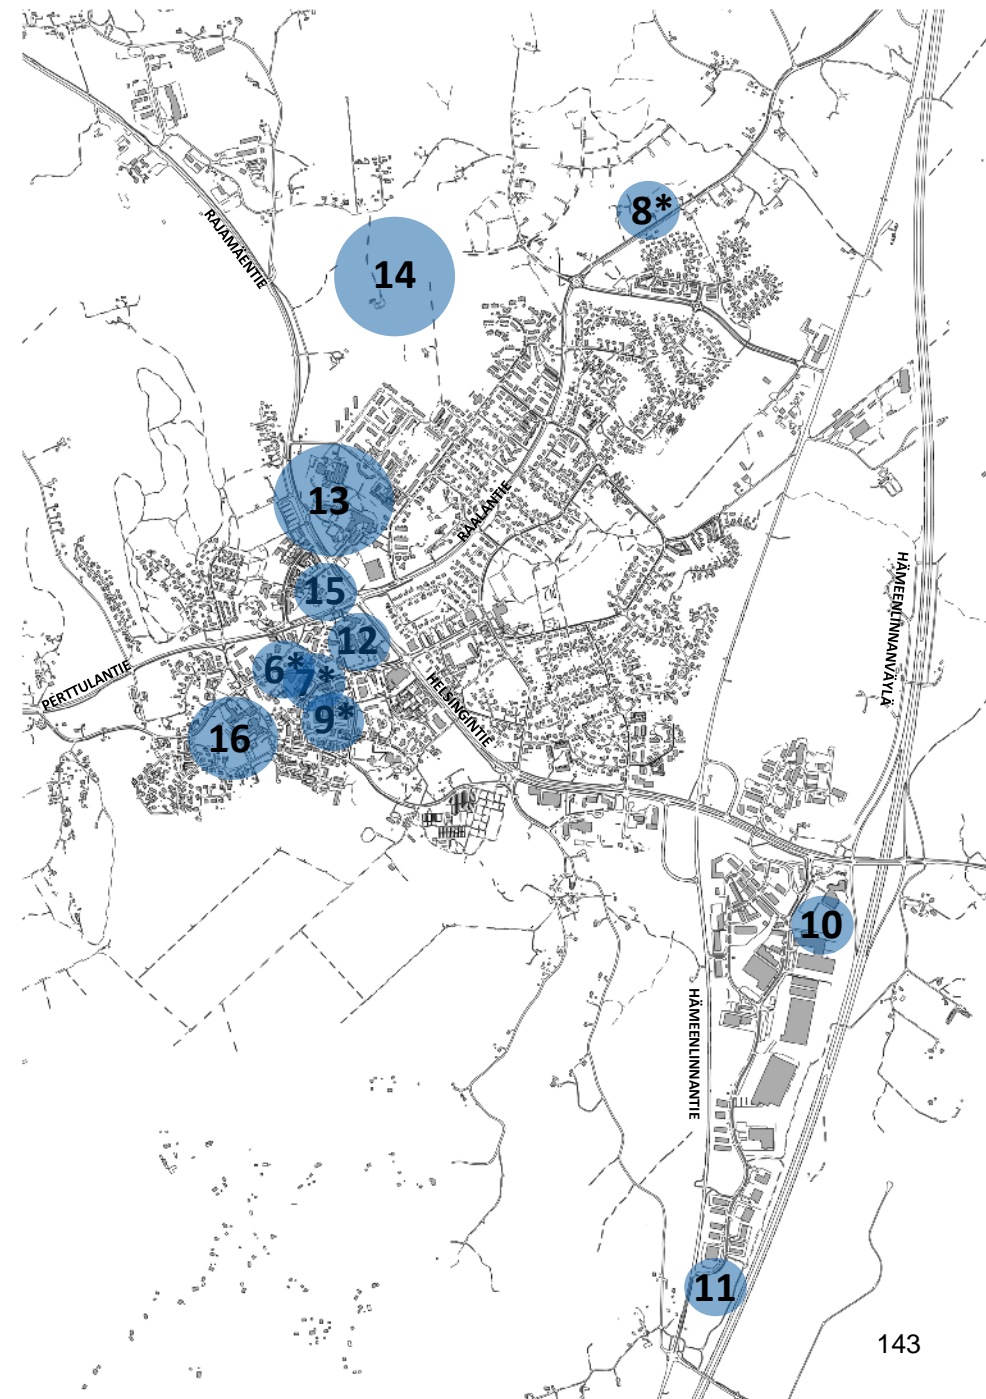 8*
RAJAMÄENTIE
14
13
RAALANTIE
15
HÄMEENLINNANVÄYLÄ
12
6*
7*
PERTTULANTIE
HELSINGINTIE
9*
16
10
HÄMEENLINNANTIE
11
143